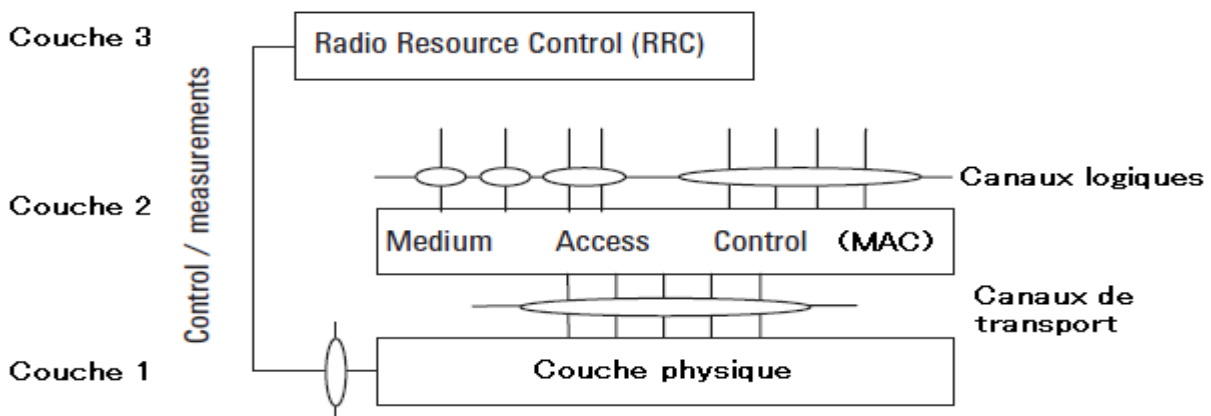 Couche 3
Radio Resource Control (RRC)
Control / measurements
Canaux logiques
Couche 2
Medium Access Control (MAC)
Canaux de
transport
Couche 1
Couche physique